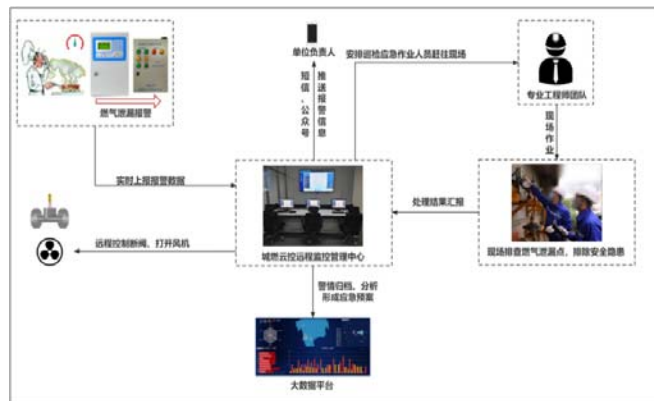 单位负责人
安排巡检应急作业人员赶往现场
短信、公众号
推送报警信息
燃气泄漏报警
专业工程师团队
现场作业
实时上报报警数据
处理结果汇报
远程控制断阀、打开风机
城燃云控远程监控管理中心
现场排查燃气泄漏点，排除安全隐患
警情归档、分析
形成应急预案
大数据平台